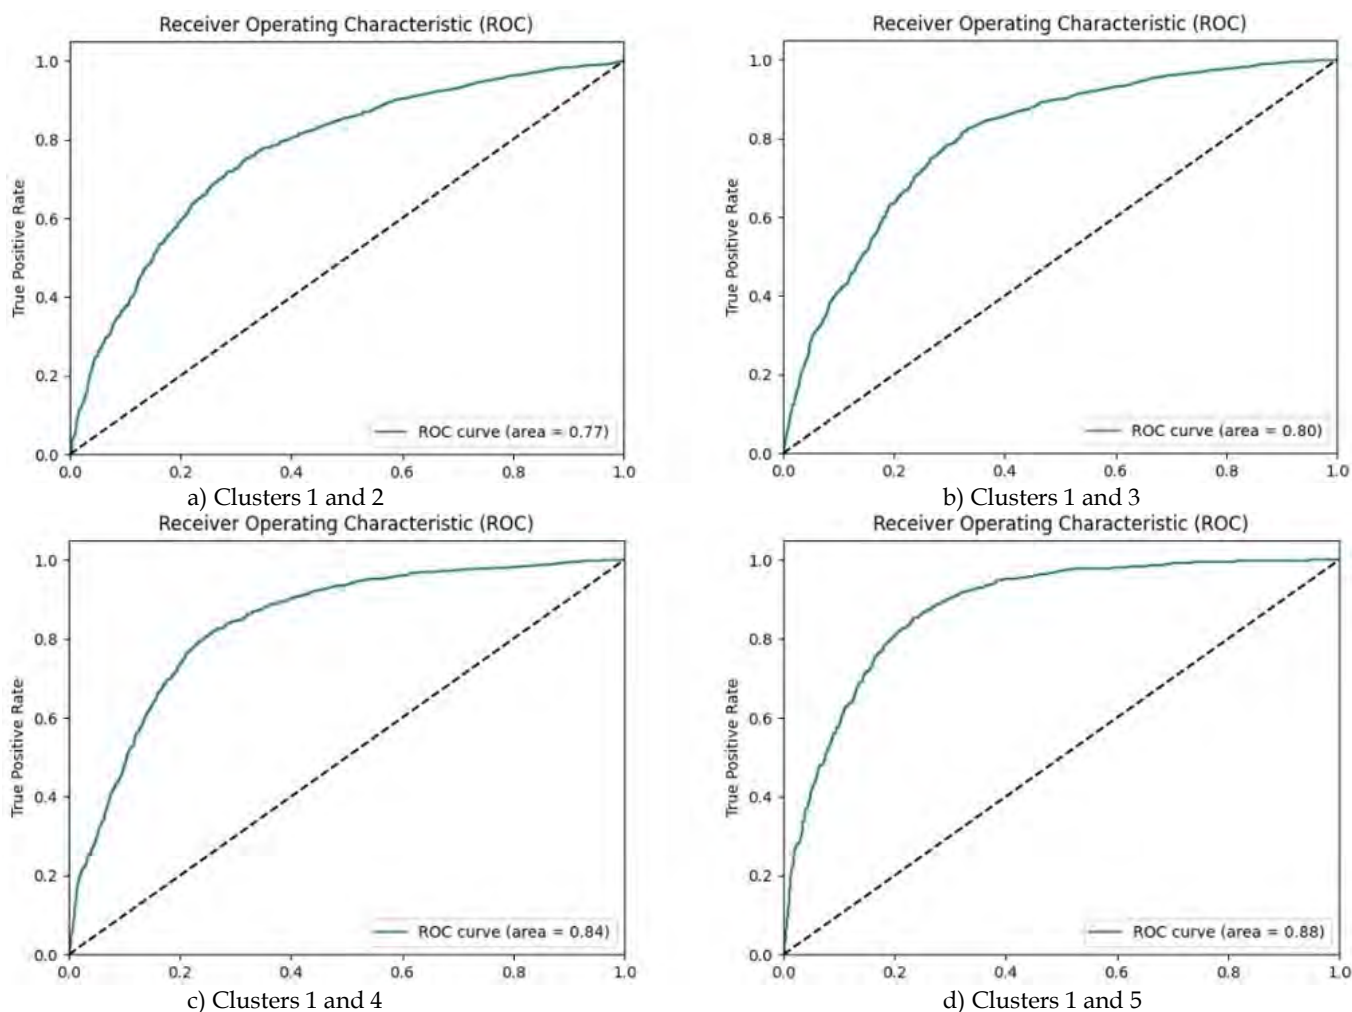 Receiver Operating Characteristic (ROC)
True Positive Rate
1.0
0.8
0.6
0.4
0.2
0.0
ROC curve (area = 0.77)
0.0 0.2 0.4 0.6 0.8 1.0
a) Clusters 1 and 2
Receiver Operating Characteristic (ROC)
True Positive Rate
1.0
0.8
0.6
0.4
0.2
0.0
ROC curve (area = 0.80)
0.0 0.2 0.4 0.6 0.8 1.0
b) Clusters 1 and 3
Receiver Operating Characteristic (ROC)
True Positive Rate
1.0
0.8
0.6
0.4
0.2
0.0
ROC curve (area = 0.84)
0.0 0.2 0.4 0.6 0.8 1.0
c) Clusters 1 and 4
Receiver Operating Characteristic (ROC)
True Positive Rate
1.0
0.8
0.6
0.4
0.2
0.0
ROC curve (area = 0.88)
0.0 0.2 0.4 0.6 0.8 1.0
d) Clusters 1 and 5